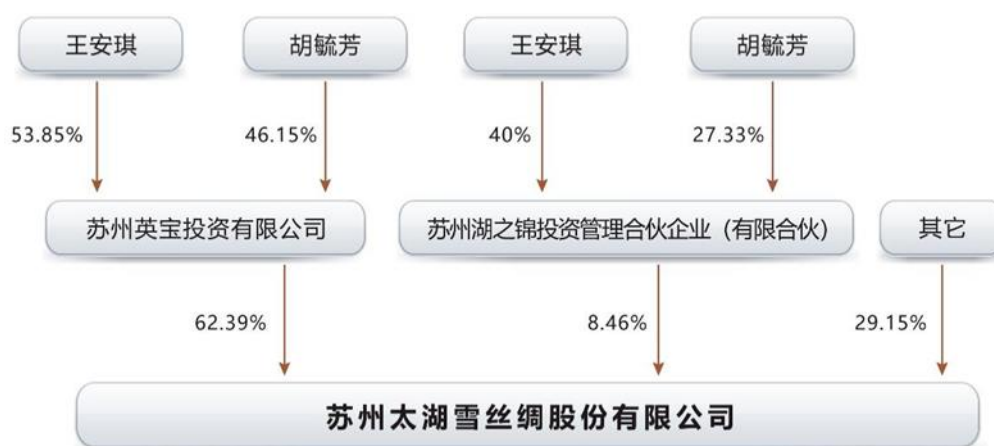 王安琪
胡毓芳
王安琪
胡毓芳
53.85%
46.15%
40%
27.33%
苏州英宝投资有限公司
苏州湖之锦投资管理合伙企业（有限合伙）
其它
62.39%
8.46%
29.15%
苏州太湖雪丝绸股份有限公司